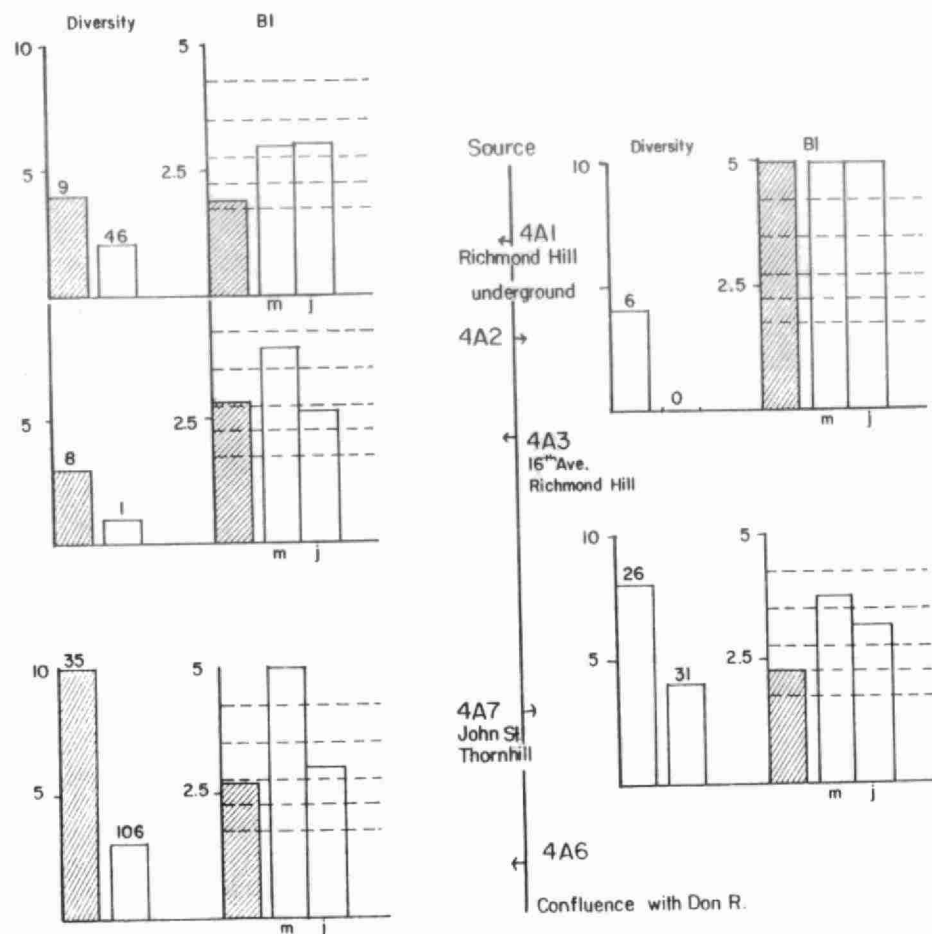 Diversity BI
10
5
9
46
5
2.5
m j
5
8
1
2.5
m j
10
5
35
106
5
2.5
m j
Source
4A1
Richmond Hill
underground
4A2
4A3
16th Ave.
Richmond Hill
4A7
John St.
Thornhill
4A6
Confluence with Don R.
Diversity BI
10
6
0
5
2.5
m j
10
5
26
31
5
2.5
m j